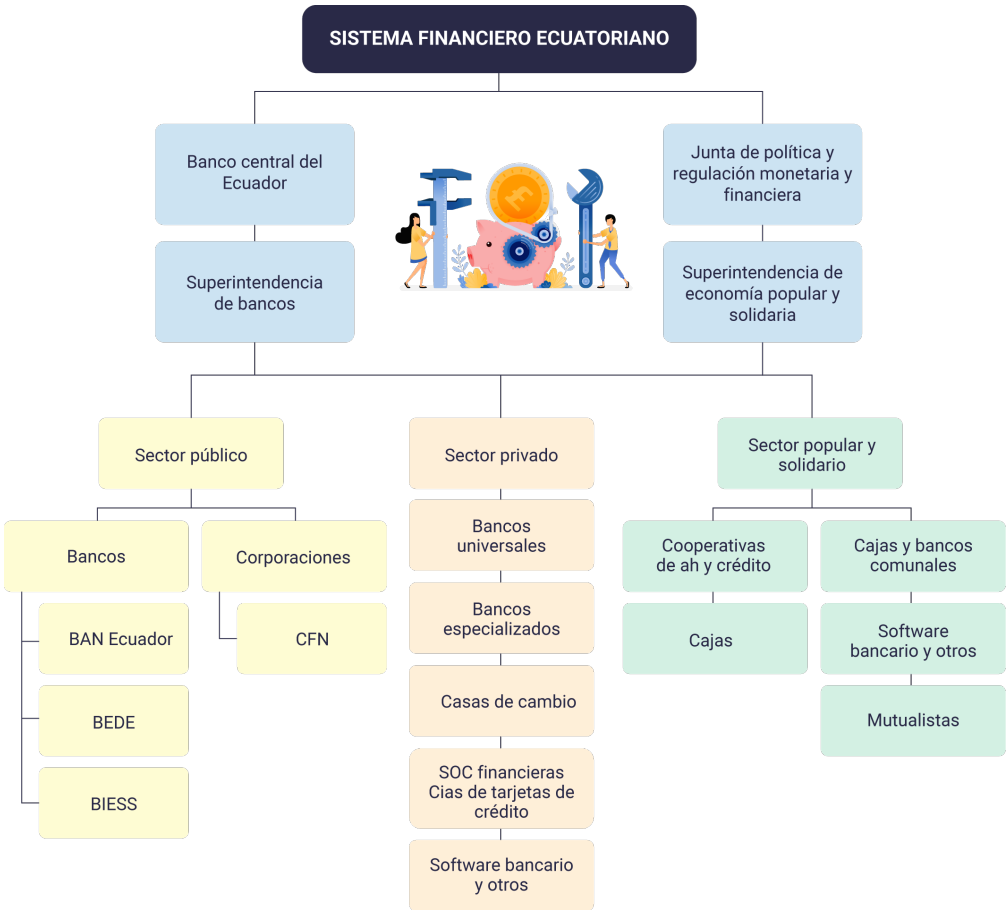 SISTEMA FINANCIERO ECUATORIANO
Banco central del
Ecuador
Junta de política y
regulación monetaria y
financiera
Superintendencia
de bancos
Superintendencia de
economía popular y
solidaria
Sector público
Bancos
Corporaciones
BAN Ecuador
CFN
BEDE
BIESS
Sector privado
Bancos
universales
Bancos
especializados
Casas de cambio
SOC financieras
Cias de tarjetas de
crédito
Software bancario
y otros
Sector popular y
solidario
Cooperativas
de ah y crédito
Cajas
Cajas y bancos
comunales
Software
bancario y otros
Mutualistas